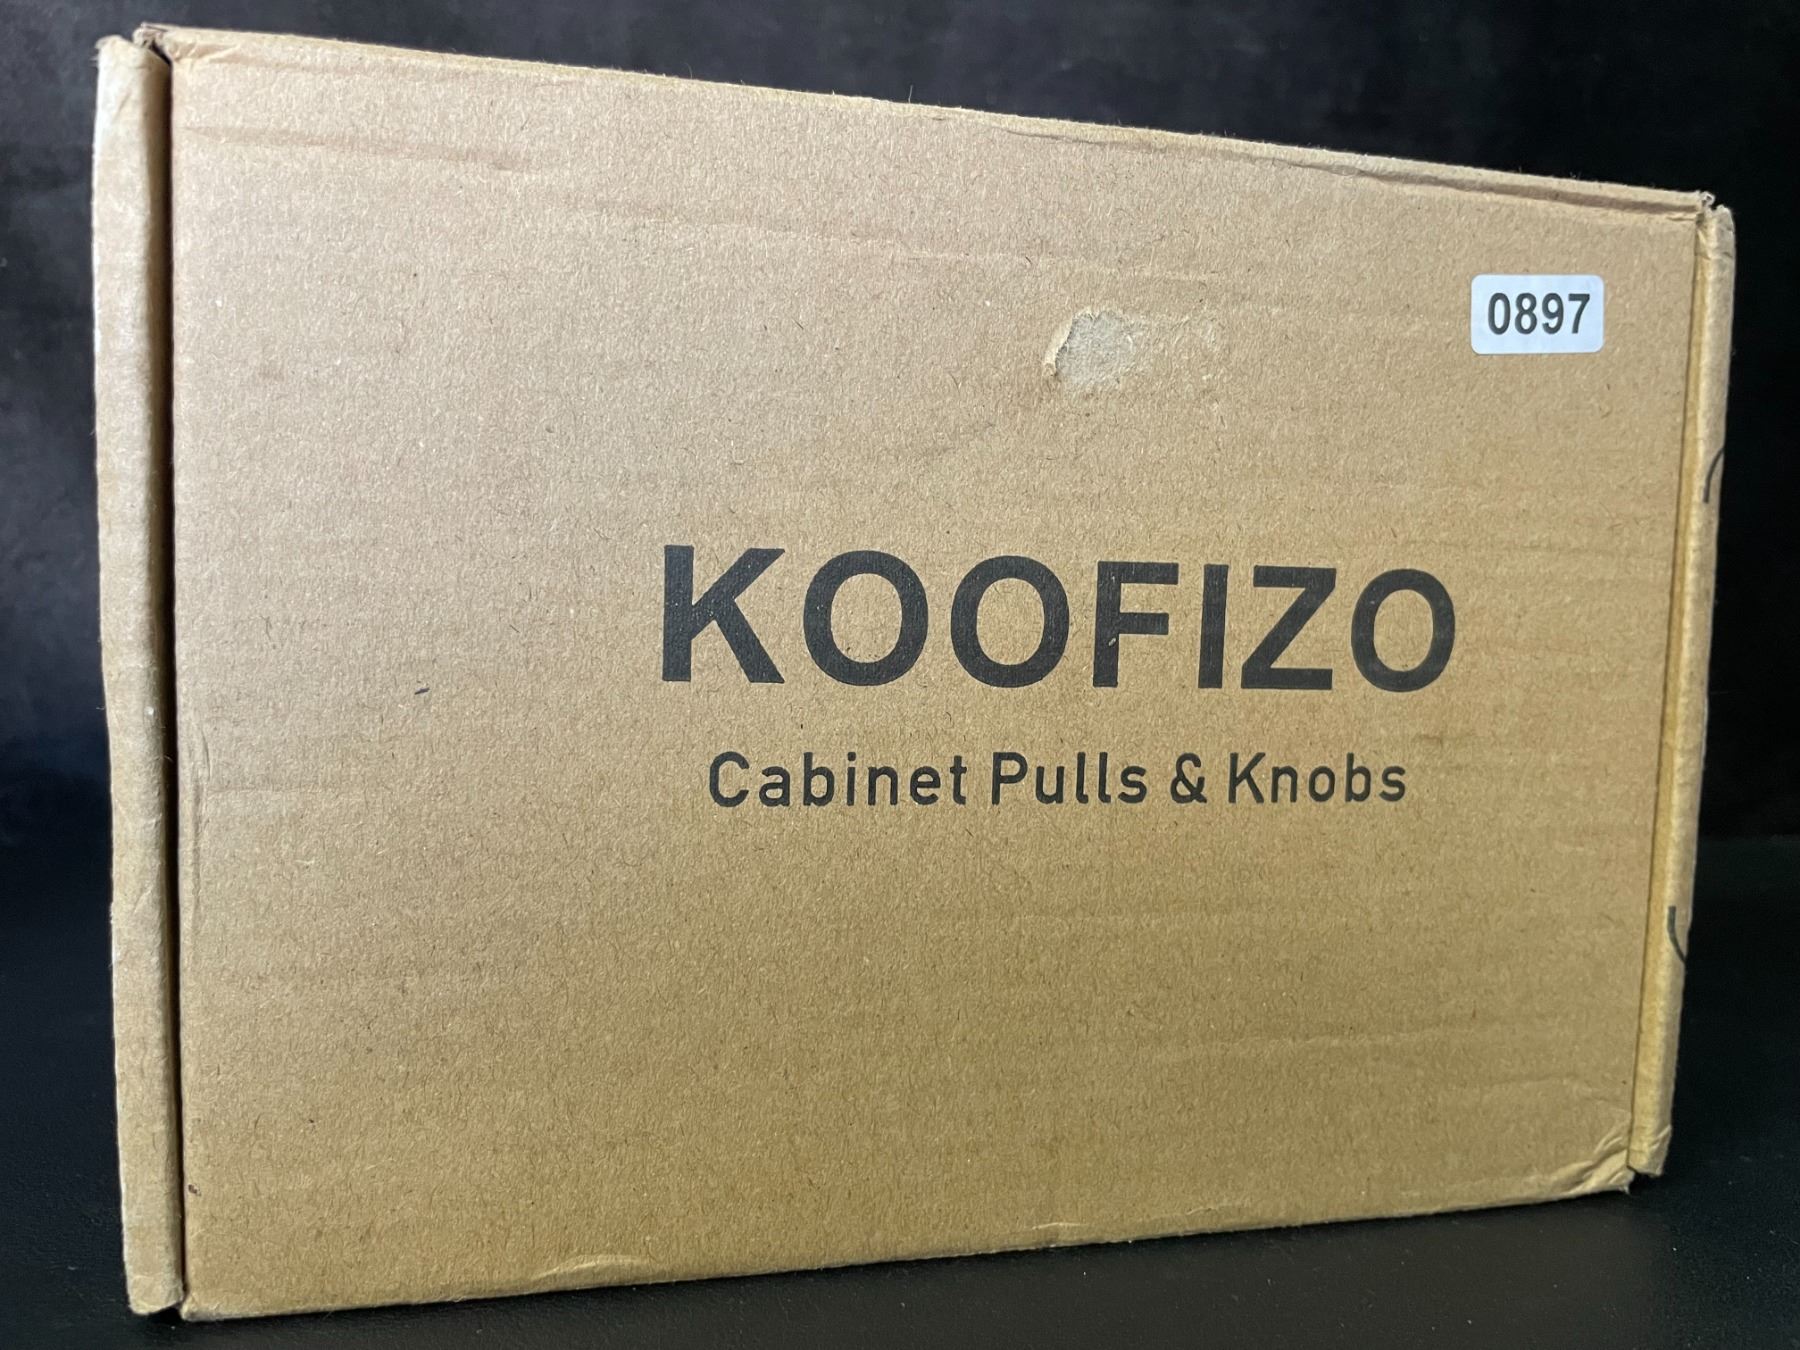 0897
KOOFIZO
Cabinet Pulls & Knobs